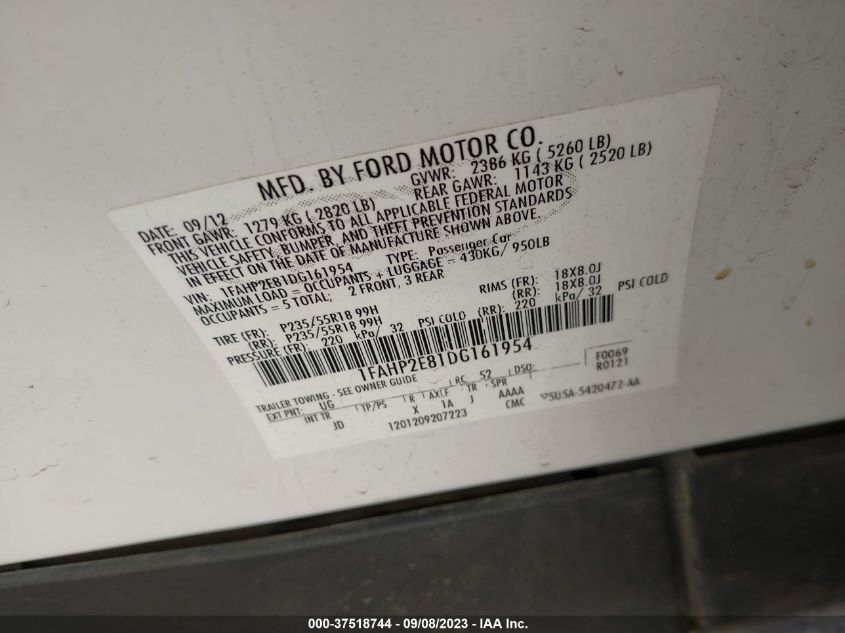 MFD. BY FORD MOTOR CO.
DATE: 09/12 GVWR: 2386 KG ( 5260 LB)
FRONT GAWR: 1279 KG ( 2820 LB) REAR GAWR: 1143 KG ( 2520 LB)
THIS VEHICLE CONFORMS TO ALL APPLICABLE FEDERAL MOTOR
VEHICLE SAFETY, BUMPER, AND THEFT PREVENTION STANDARDS
IN EFFECT ON THE DATE OF MANUFACTURE SHOWN ABOVE.
VIN: 1FAHP2E81DG161954 TYPE: Passenger Car
MAXIMUM LOAD = OCCUPANTS + LUGGAGE = 430KG/ 950LB
OCCUPANTS = 5 TOTAL; 2 FRONT, 3 REAR
TIRE (FR): P235/55R18 99H RIMS (FR): 18X8.0J
(RR): P235/55R18 99H (RR): 18X8.0J
PRESSURE (FR): 220 kPa/ 32 PSI COLD (RR): 220 kPa/ 32 PSI COLD
1FAHP2E81DG161954
F0069
R0121
TRAILER TOWING - SEE OWNER GUIDE RC: 52 DSO:
EXT PNT: UG
INT TR TP/PS R AXLE TR SPR
JD X 1A J AAAA
1201209207223 CMC ▽5U5A-5420472-AA
000-37518744 - 09/08/2023 - IAA Inc.